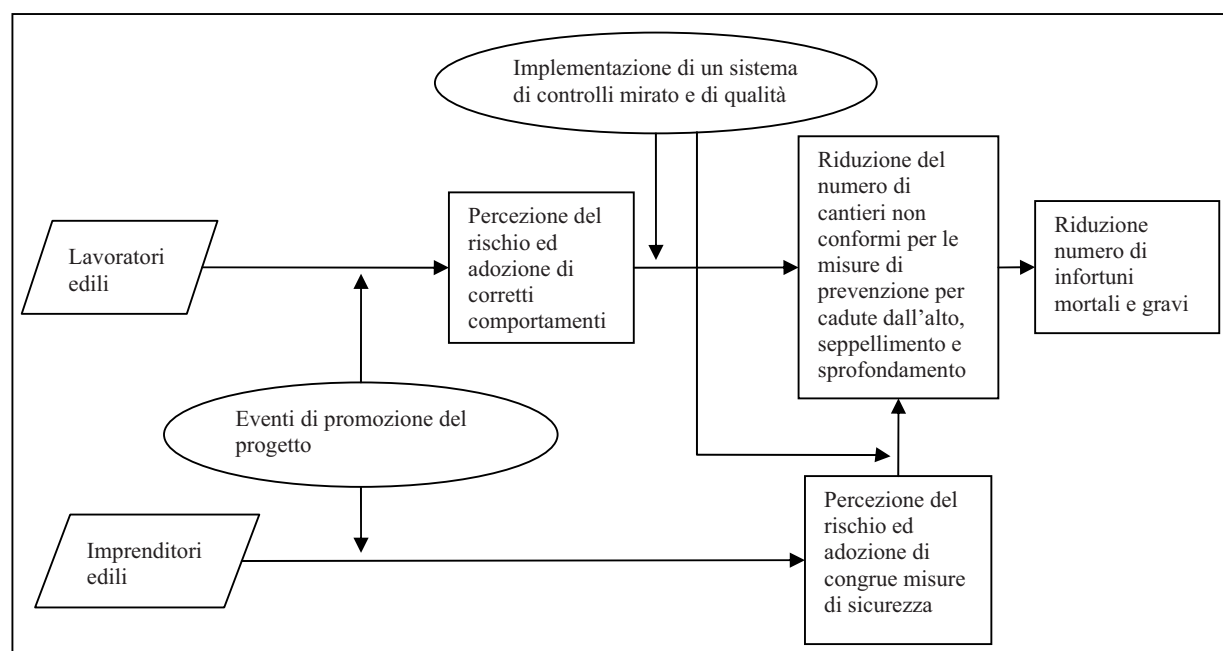 Implementazione di un sistema
di controlli mirato e di qualità
Lavoratori
edili
Percezione del
rischio ed
adozione di
corretti
comportamenti
Riduzione del
numero di
cantieri non
conformi per le
misure di
prevenzione per
cadute dall’alto,
seppellimento e
sprofondamento
Riduzione
numero di
infortuni
mortali e gravi
Eventi di promozione del
progetto
Imprenditori
edili
Percezione del
rischio ed
adozione di
congrue misure
di sicurezza